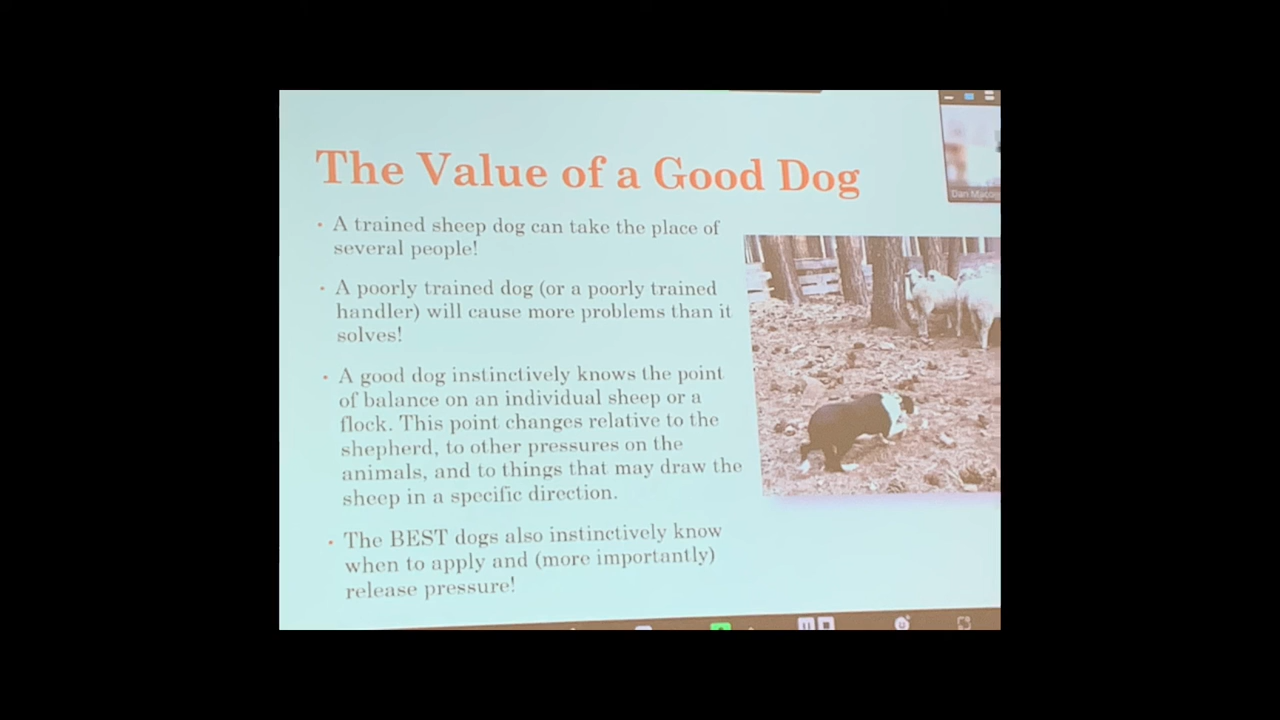 The Value of a Good Dog
• A trained sheep dog can take the place of
several people!
• A poorly trained dog (or a poorly trained
handler) will cause more problems than it
solves!
• A good dog instinctively knows the point
of balance on an individual sheep or a
flock. This point changes relative to the
shepherd, to other pressures on the
animals, and to things that may draw the
sheep in a specific direction.
• The BEST dogs also instinctively know
when to apply and (more importantly)
release pressure!
Dan